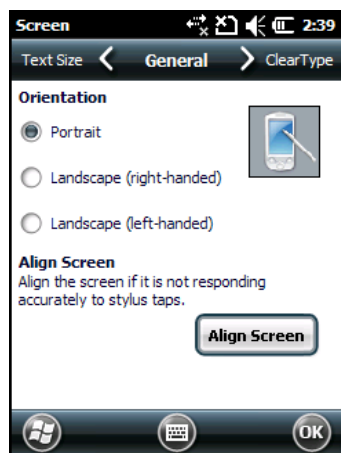 Screen 2:39
Text Size General ClearType
Orientation
Portrait
Landscape (right-handed)
Landscape (left-handed)
Align Screen
Align the screen if it is not responding
accurately to stylus taps.
Align Screen
OK